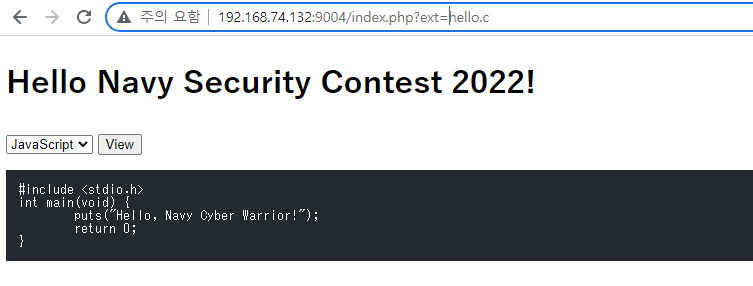 주의 요함 192.168.74.132:9004/index.php?ext=hello.c
Hello Navy Security Contest 2022!
JavaScript View
#include <stdio.h>
int main(void) {
        puts("Hello, Navy Cyber Warrior!");
        return 0;
}